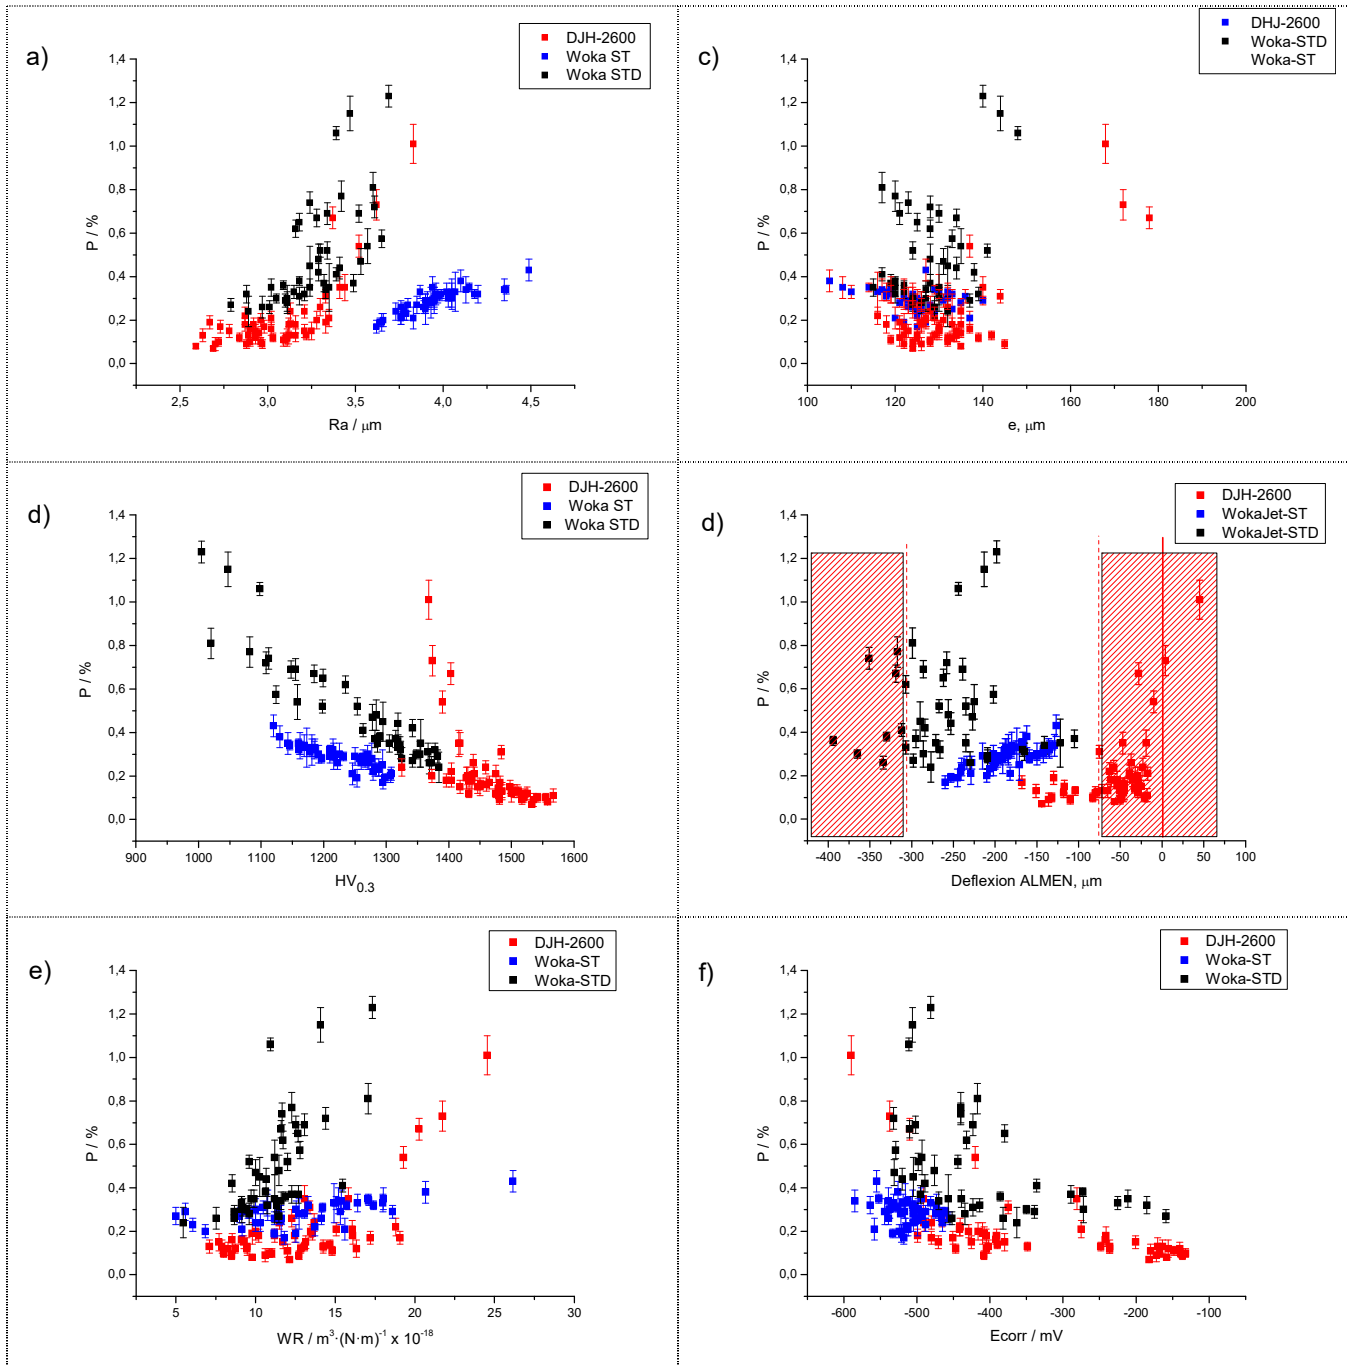 a)
DJH-2600
Woka ST
Woka STD
1,4
1,2
1,0
0,8
0,6
0,4
0,2
0,0
P / %
2,5 3,0 3,5 4,0 4,5
Ra / μm
c)
DHJ-2600
Woka-STD
Woka-ST
1,4
1,2
1,0
0,8
0,6
0,4
0,2
0,0
P / %
100 120 140 160 180 200
e, μm
d)
DJH-2600
Woka ST
Woka STD
1,4
1,2
1,0
0,8
0,6
0,4
0,2
0,0
P / %
900 1000 1100 1200 1300 1400 1500 1600
HV0.3
d)
DJH-2600
WokaJet-ST
WokaJet-STD
1,4
1,2
1,0
0,8
0,6
0,4
0,2
0,0
P / %
-400 -350 -300 -250 -200 -150 -100 -50 0 50 100
Deflexion ALMEN, μm
e)
DJH-2600
Woka-ST
Woka-STD
1,4
1,2
1,0
0,8
0,6
0,4
0,2
0,0
P / %
5 10 15 20 25 30
WR / m³·(N·m)⁻¹ x 10⁻¹⁸
f)
DJH-2600
Woka-ST
Woka-STD
1,4
1,2
1,0
0,8
0,6
0,4
0,2
0,0
P / %
-600 -500 -400 -300 -200 -100
Ecorr / mV